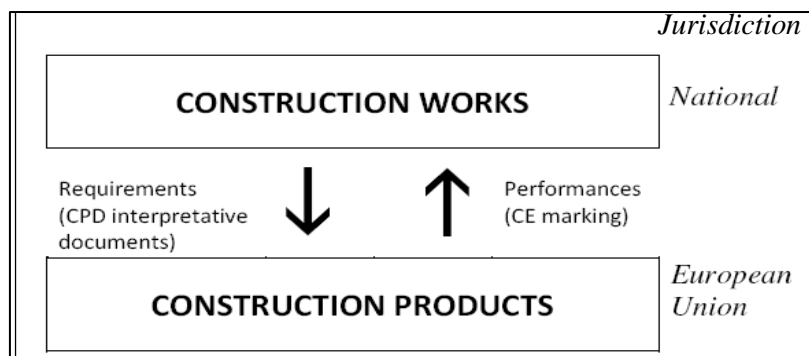 Jurisdiction
CONSTRUCTION WORKS
National
Requirements
(CPD interpretative
documents)
Performances
(CE marking)
CONSTRUCTION PRODUCTS
European
Union